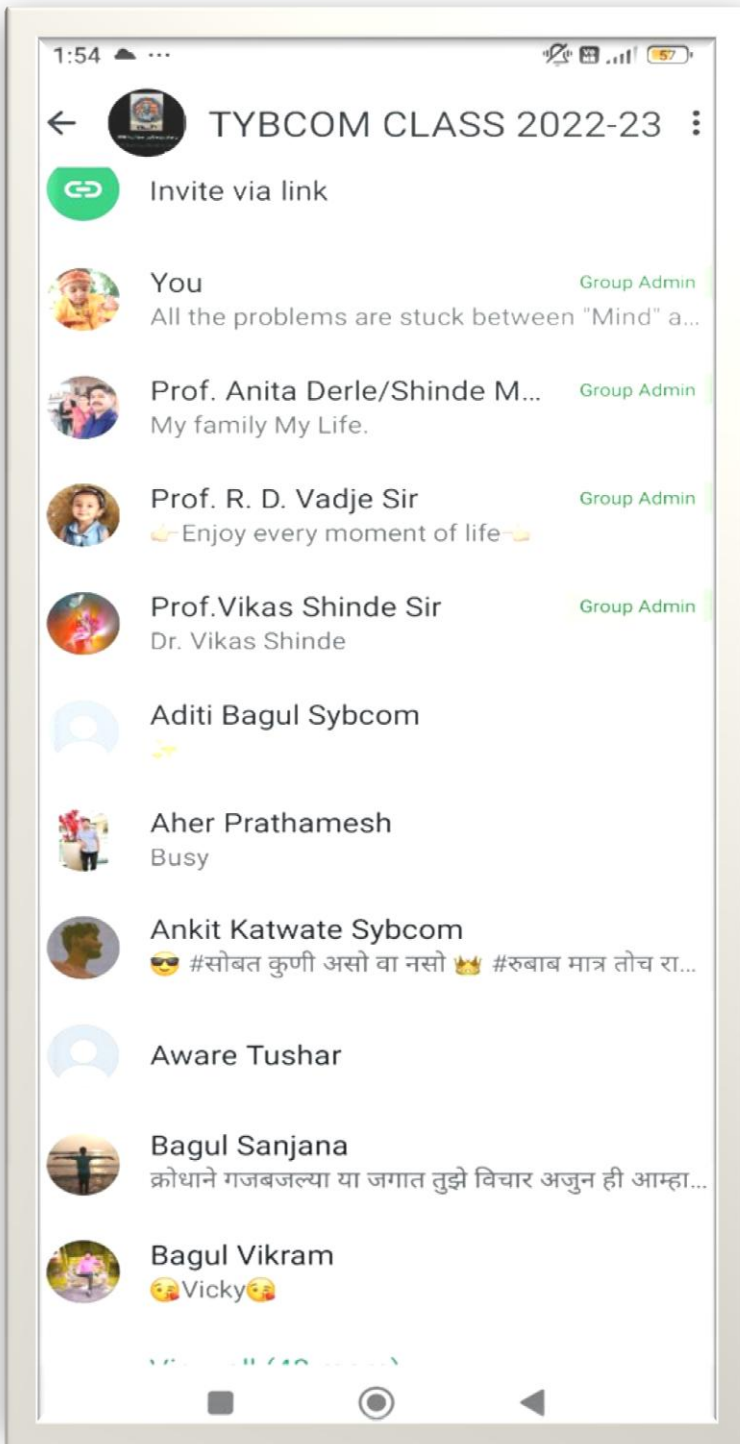 1:54 ...
57
TYBCOM CLASS 2022-23
Invite via link
You Group Admin
All the problems are stuck between "Mind" a...
Prof. Anita Derle/Shinde M... Group Admin
My family My Life.
Prof. R. D. Vadje Sir Group Admin
👉Enjoy every moment of life👈
Prof.Vikas Shinde Sir Group Admin
Dr. Vikas Shinde
Aditi Bagul Sybcom
Aher Prathamesh
Busy
Ankit Katwate Sybcom
😎 #सोबत कुणी असो वा नसो 👑 #रुबाब मात्र तोच रा...
Aware Tushar
Bagul Sanjana
क्रोधाने गजबजल्या या जगात तुझे विचार अजुन ही आम्हा...
Bagul Vikram
😘Vicky😘